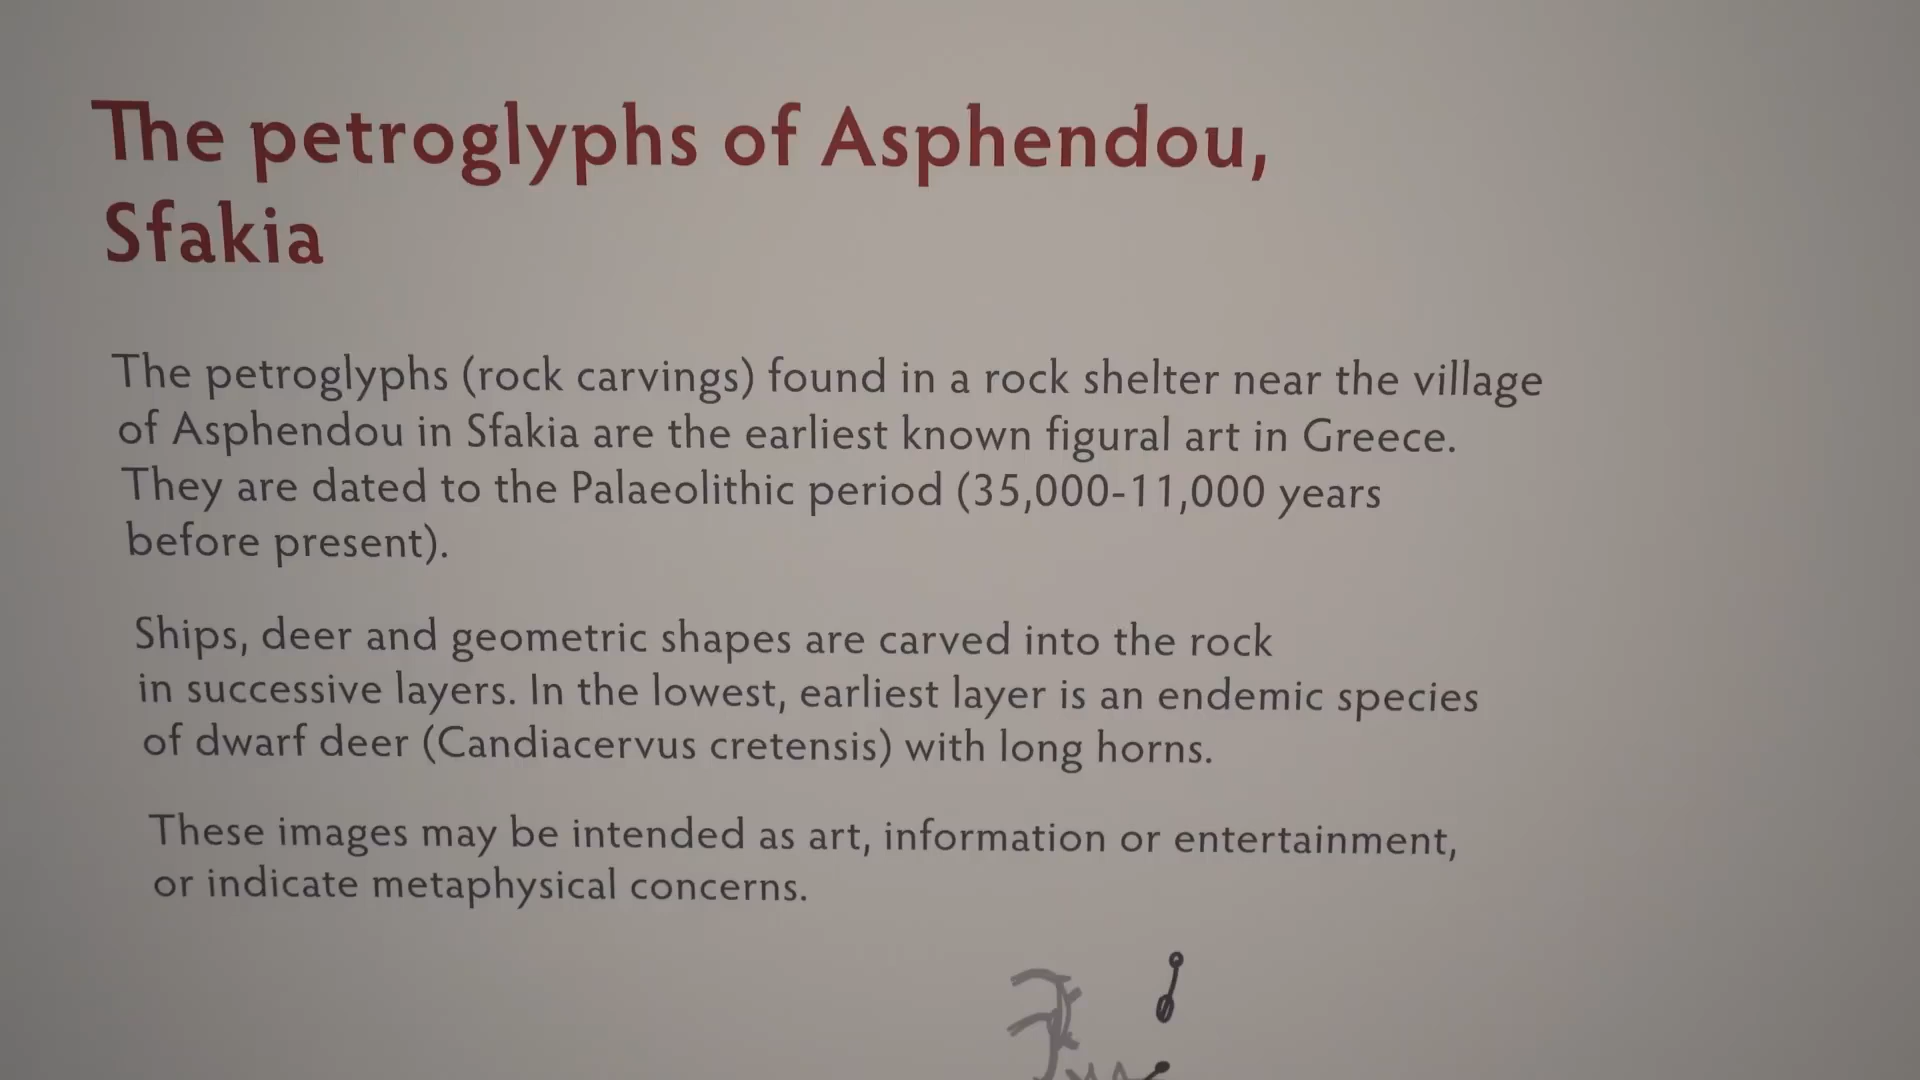 The petroglyphs of Asphendou,
Sfakia
The petroglyphs (rock carvings) found in a rock shelter near the village
of Asphendou in Sfakia are the earliest known figural art in Greece.
They are dated to the Palaeolithic period (35,000-11,000 years
before present).
Ships, deer and geometric shapes are carved into the rock
in successive layers. In the lowest, earliest layer is an endemic species
of dwarf deer (Candiacervus cretensis) with long horns.
These images may be intended as art, information or entertainment,
or indicate metaphysical concerns.